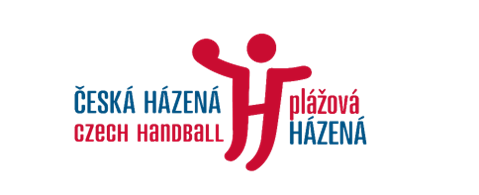 ČESKÁ HÁZENÁ
CZECH HANDBALL
plážová
HÁZENÁ